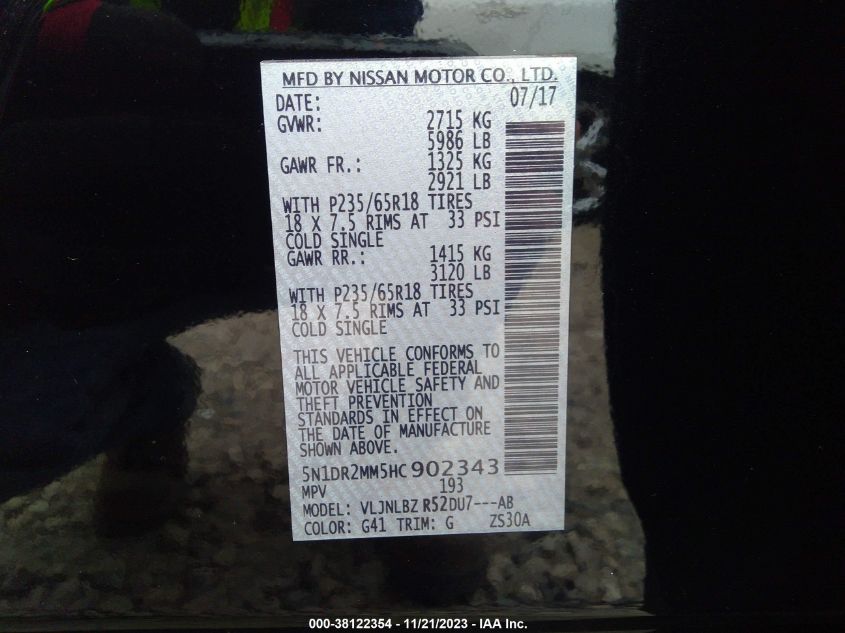 MFD BY NISSAN MOTOR CO., LTD.
DATE: 07/17
GVWR: 2715 KG
5986 LB
GAWR FR.: 1325 KG
2921 LB
WITH P235/65R18 TIRES
18 X 7.5 RIMS AT 33 PSI
COLD SINGLE
GAWR RR.: 1415 KG
3120 LB
WITH P235/65R18 TIRES
18 X 7.5 RIMS AT 33 PSI
COLD SINGLE
THIS VEHICLE CONFORMS TO
ALL APPLICABLE FEDERAL
MOTOR VEHICLE SAFETY AND
THEFT PREVENTION
STANDARDS IN EFFECT ON
THE DATE OF MANUFACTURE
SHOWN ABOVE.
5N1DR2MM5HC902343
MPV 193
MODEL: VLJNLBZ R52DU7---AB
COLOR: G41 TRIM: G ZS30A
000-38122354 - 11/21/2023 - IAA Inc.